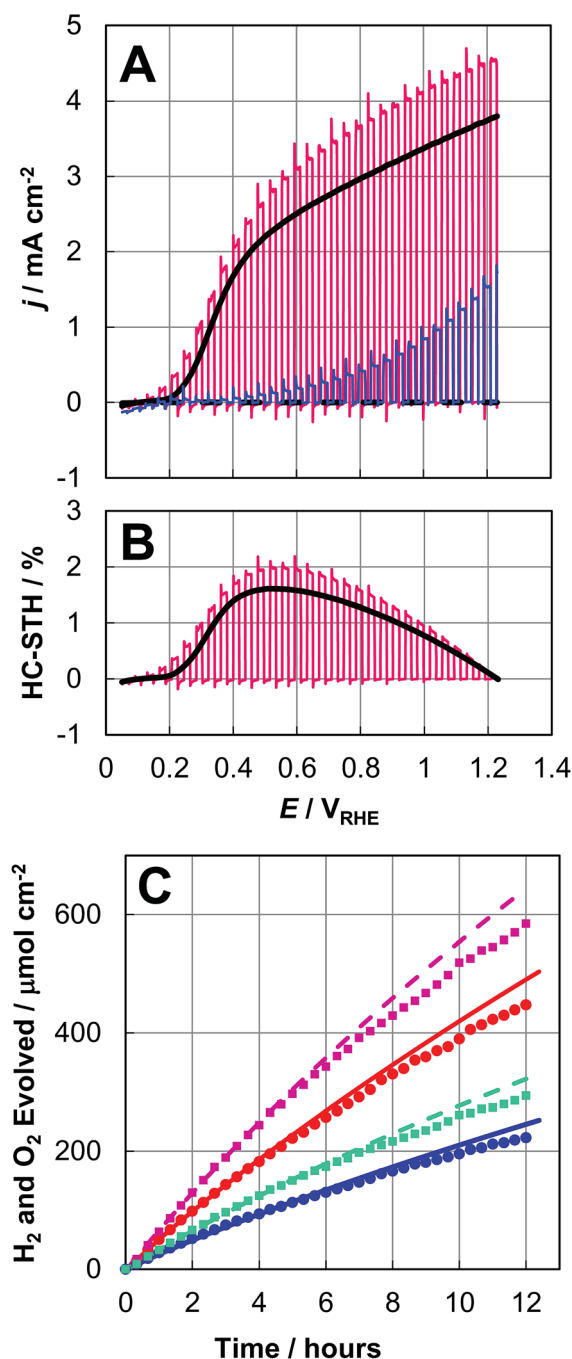 A
5
4
3
2
1
0
-1
j / mA cm-2
B
3
2
1
0
-1
HC-STH / %
0 0.2 0.4 0.6 0.8 1 1.2 1.4
E / VRHE
C
600
400
200
0
H2 and O2 Evolved / μmol cm-2
0 2 4 6 8 10 12
Time / hours